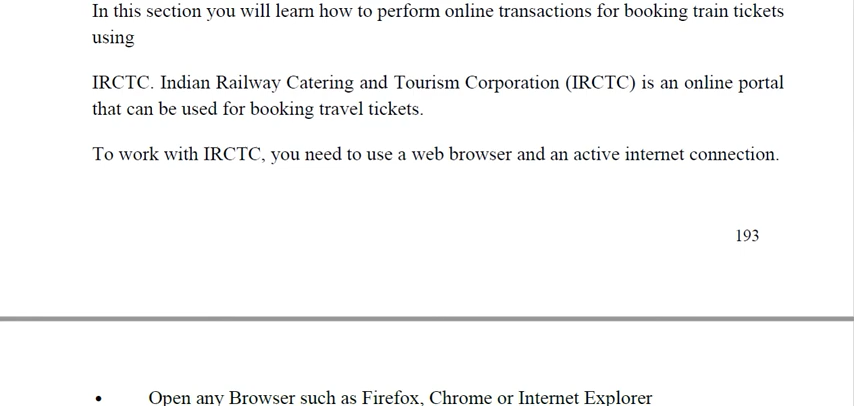 In this section you will learn how to perform online transactions for booking train tickets
using
IRCTC. Indian Railway Catering and Tourism Corporation (IRCTC) is an online portal
that can be used for booking travel tickets.
To work with IRCTC, you need to use a web browser and an active internet connection.
193
• Open any Browser such as Firefox, Chrome or Internet Explorer